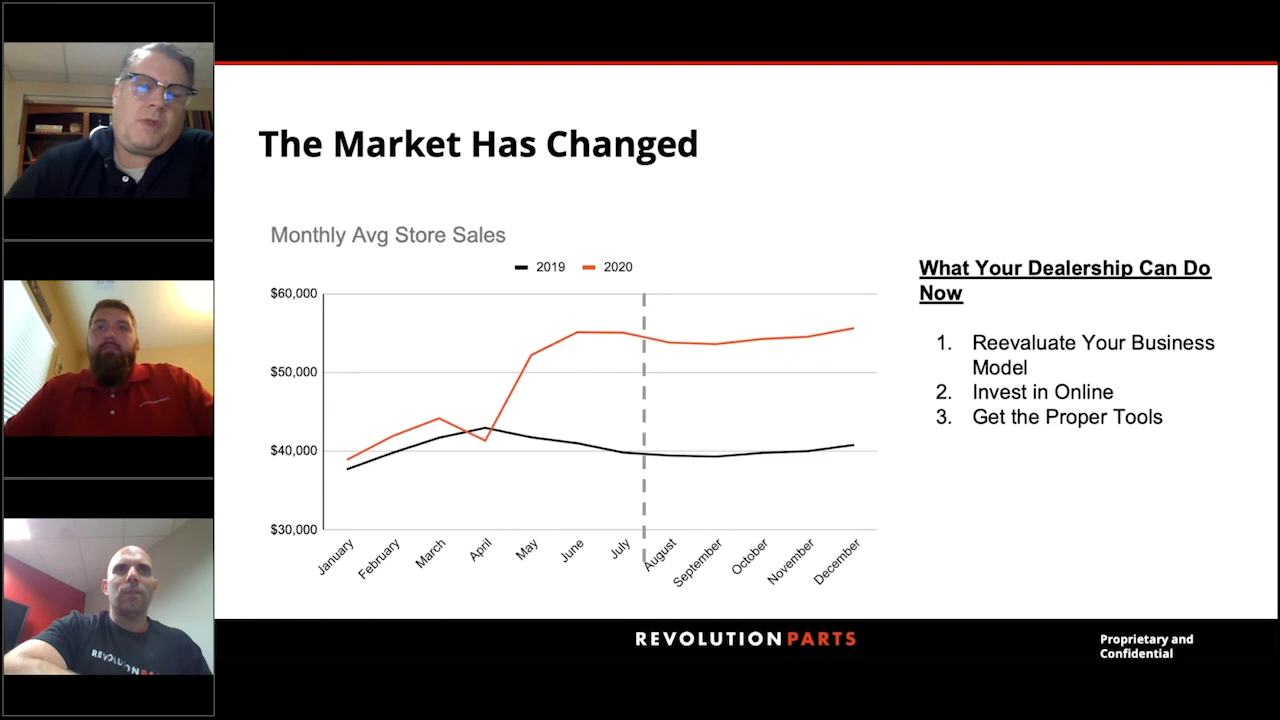 The Market Has Changed
Monthly Avg Store Sales
2019 2020
$60,000
$50,000
$40,000
$30,000
January February March April May June July August September October November December
What Your Dealership Can Do
Now
1. Reevaluate Your Business
Model
2. Invest in Online
3. Get the Proper Tools
REVOLUTIONPARTS
Proprietary and
Confidential